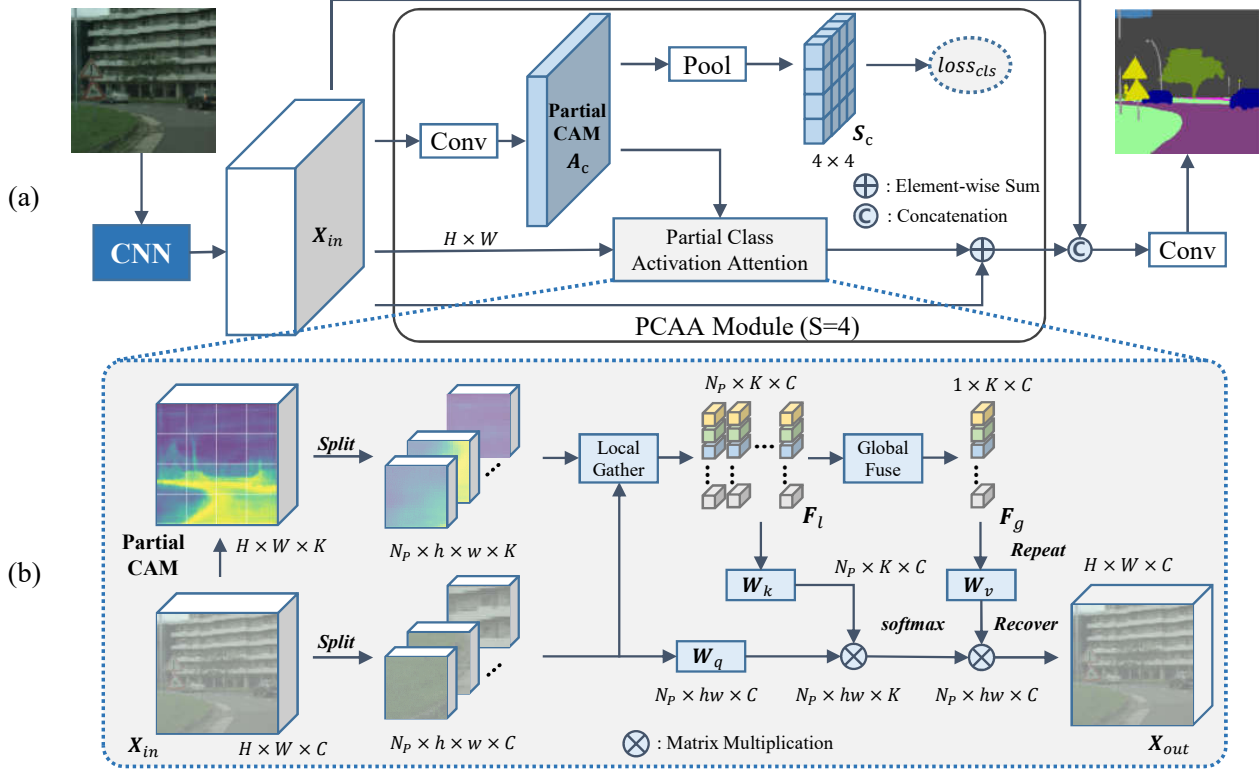 (a)
CNN
X_in
Conv
Partial
CAM
A_c
Pool
S_c
4 × 4
loss_cls
⊕ : Element-wise Sum
Ⓒ : Concatenation
H × W
Partial Class
Activation Attention
C
Conv
PCAA Module (S=4)
(b)
Partial
CAM
H × W × K
Split
N_P × h × w × K
Local
Gather
N_P × K × C
F_l
Global
Fuse
1 × K × C
F_g
Repeat
W_k
N_P × K × C
W_v
H × W × C
softmax
Recover
X_in
H × W × C
Split
N_P × h × w × C
W_q
N_P × hw × C
N_P × hw × K
N_P × hw × C
⊗ : Matrix Multiplication
X_out